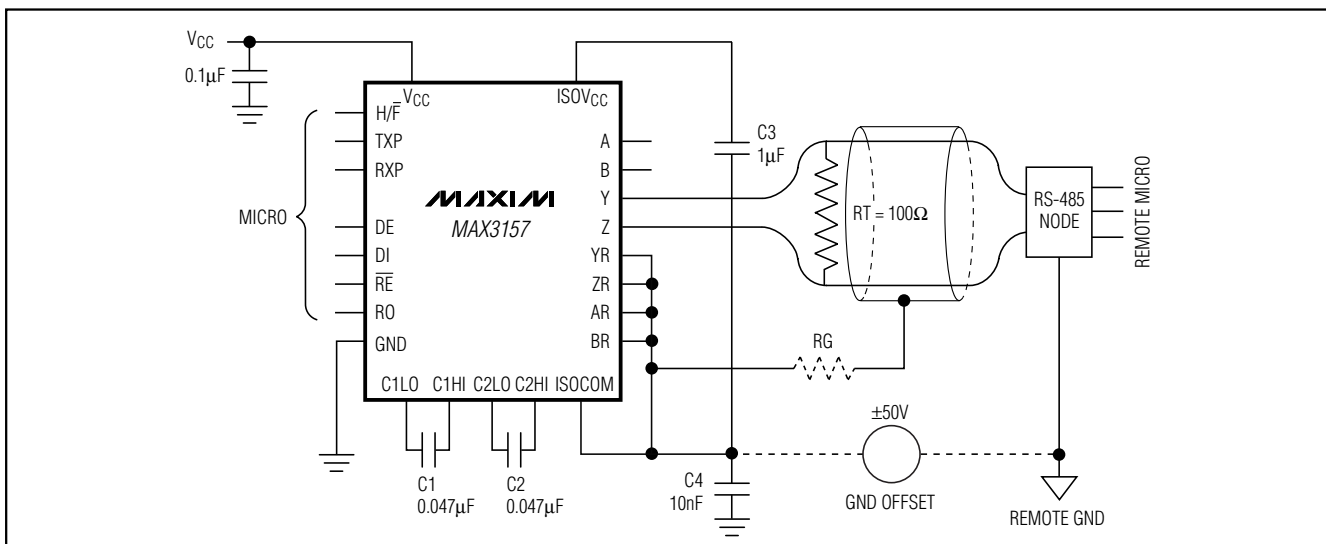 VCC
0.1µF
VCC
ISOVCC
H/F̅
TXP
RXP
MICRO
DE
DI
R̅E̅
RO
GND
MAXIM
MAX3157
A
B
Y
Z
YR
ZR
AR
BR
C1LO C1HI C2LO C2HI ISOCOM
C1
0.047µF
C2
0.047µF
C3
1µF
RT = 100Ω
RS-485
NODE
REMOTE MICRO
RG
±50V
GND OFFSET
C4
10nF
REMOTE GND